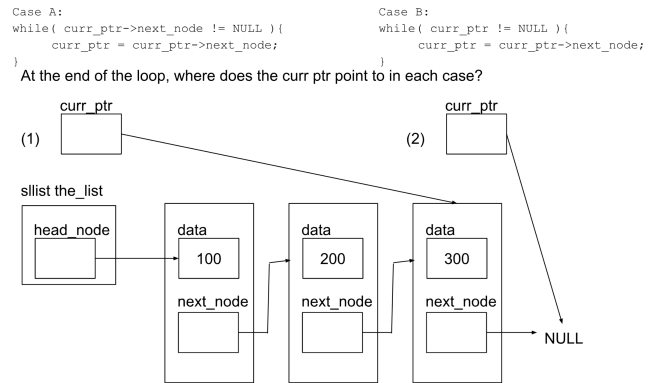 Case A:
while( curr_ptr->next_node != NULL ){
curr_ptr = curr_ptr->next_node;
}
Case B:
while( curr_ptr != NULL ){
curr_ptr = curr_ptr->next_node;
}
At the end of the loop, where does the curr ptr point to in each case?
(1)
curr_ptr
(2)
curr_ptr
sllist the_list
head_node
data
100
next_node
data
200
next_node
data
300
next_node
NULL